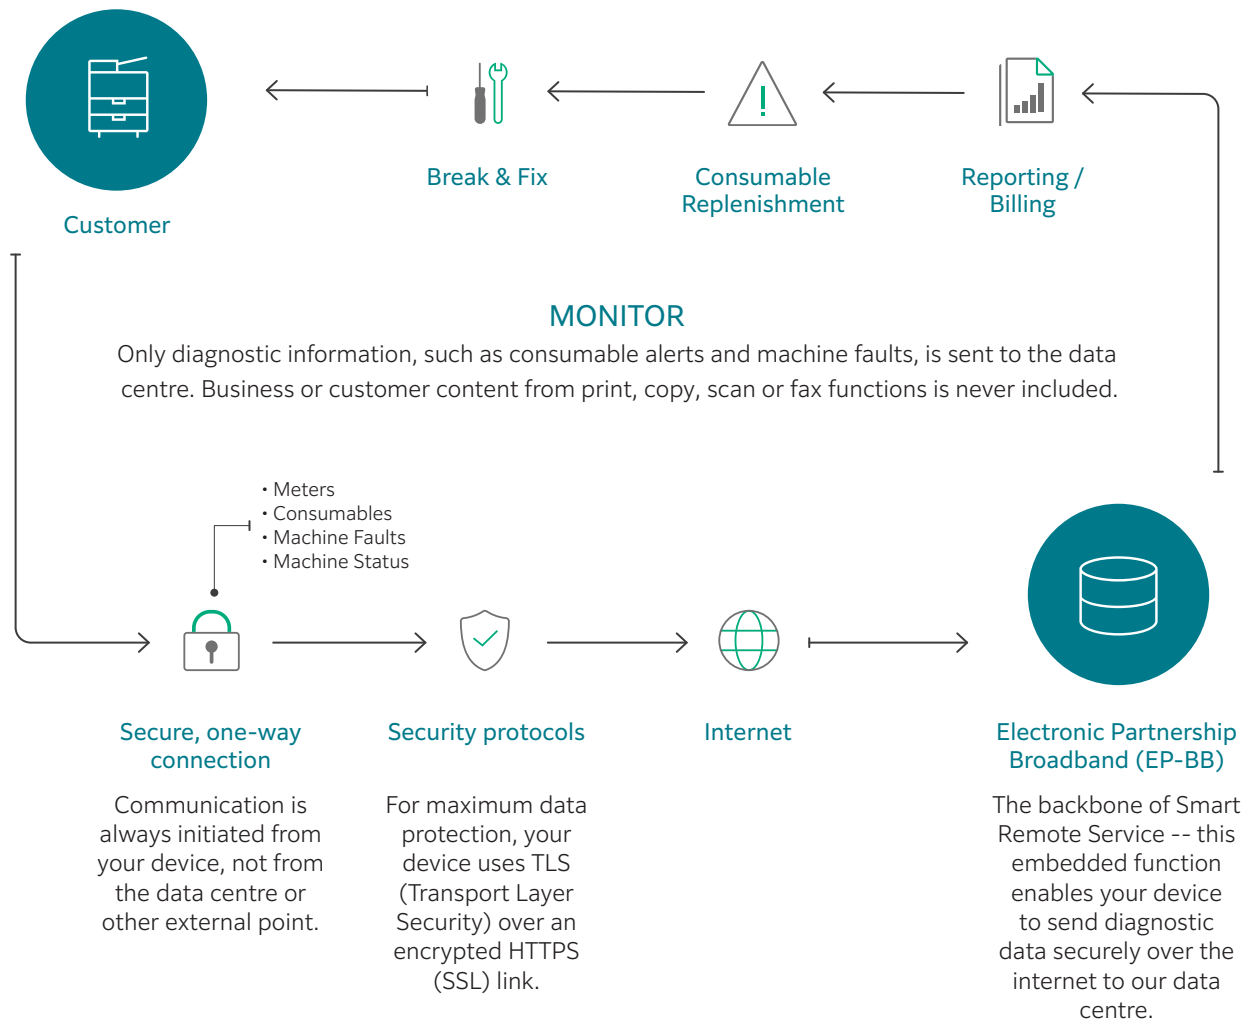 Customer
Break & Fix
Consumable
Replenishment
Reporting /
Billing
MONITOR
Only diagnostic information, such as consumable alerts and machine faults, is sent to the data
centre. Business or customer content from print, copy, scan or fax functions is never included.
• Meters
• Consumables
• Machine Faults
• Machine Status
Secure, one-way
connection
Communication is
always initiated from
your device, not from
the data centre or
other external point.
Security protocols
For maximum data
protection, your
device uses TLS
(Transport Layer
Security) over an
encrypted HTTPS
(SSL) link.
Internet
Electronic Partnership
Broadband (EP-BB)
The backbone of Smart
Remote Service -- this
embedded function
enables your device
to send diagnostic
data securely over the
internet to our data
centre.